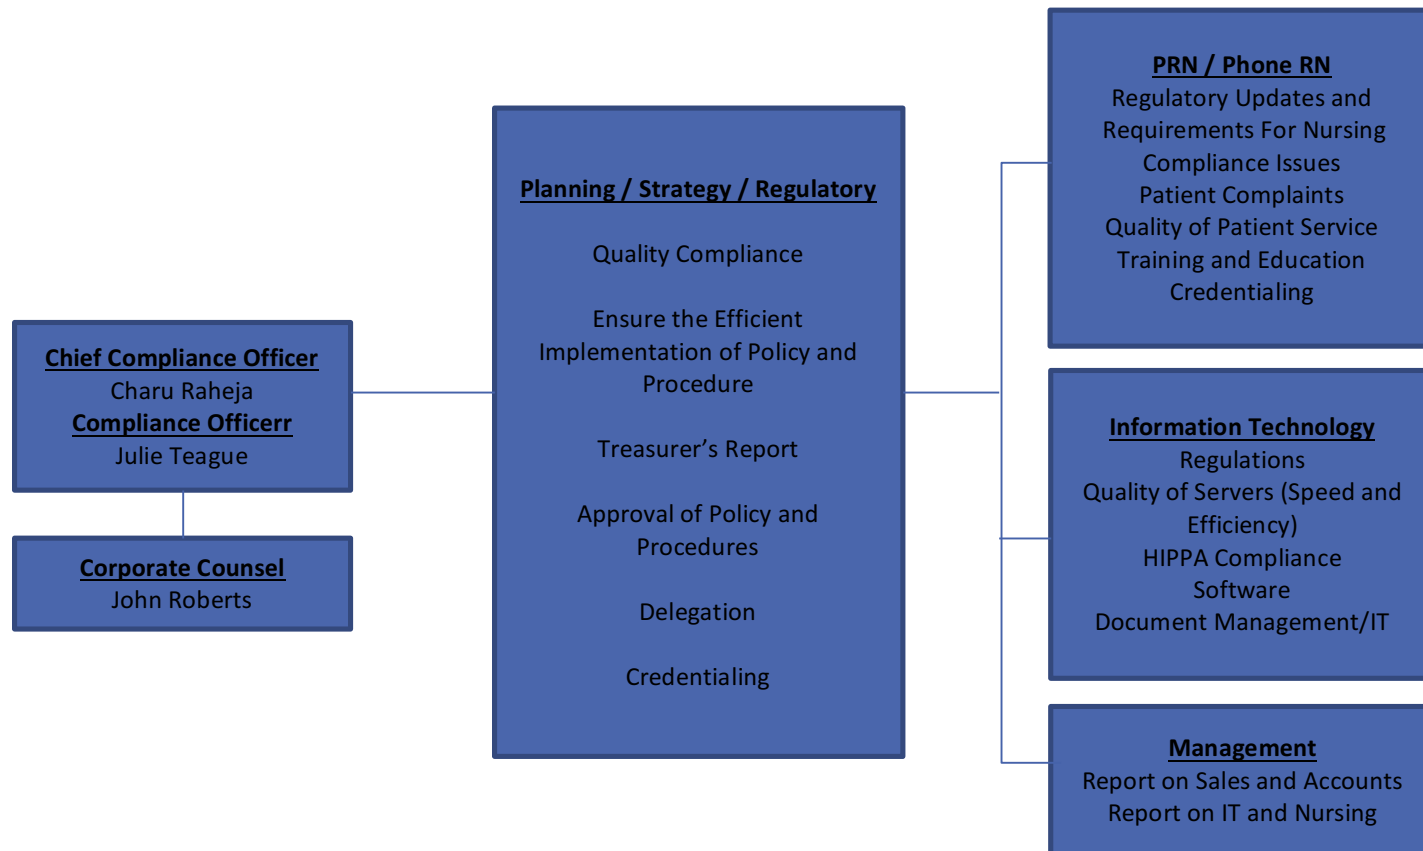 Chief Compliance Officer
Charu Raheja
Compliance Officerr
Julie Teague
Corporate Counsel
John Roberts
Planning / Strategy / Regulatory
Quality Compliance
Ensure the Efficient
Implementation of Policy and
Procedure
Treasurer’s Report
Approval of Policy and
Procedures
Delegation
Credentialing
PRN / Phone RN
Regulatory Updates and
Requirements For Nursing
Compliance Issues
Patient Complaints
Quality of Patient Service
Training and Education
Credentialing
Information Technology
Regulations
Quality of Servers (Speed and
Efficiency)
HIPPA Compliance
Software
Document Management/IT
Management
Report on Sales and Accounts
Report on IT and Nursing